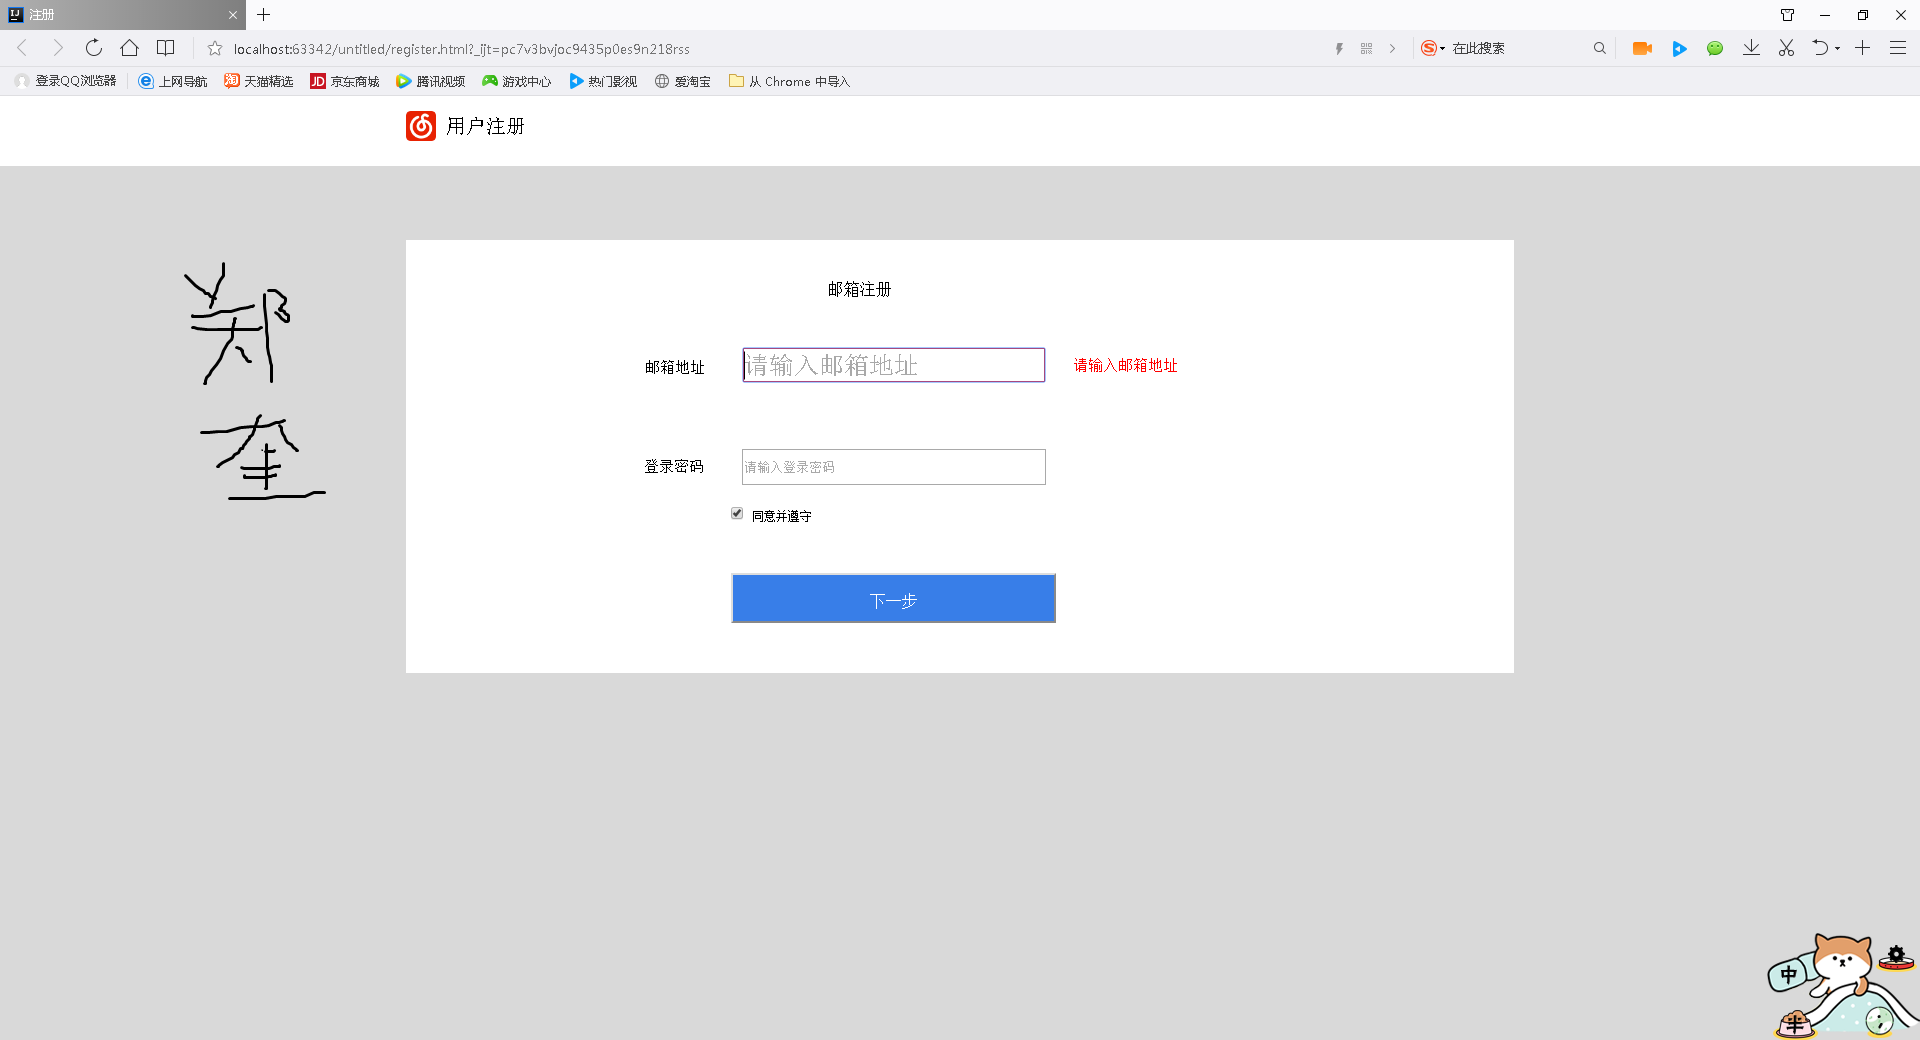 注册
localhost:63342/untitled/register.html?_ijt=pc7v3bvjoc9435p0es9n218rss
在此搜索
登录QQ浏览器 上网导航 淘 天猫精选 JD 京东商城 腾讯视频 游戏中心 热门影视 爱淘宝 从 Chrome 中导入
用户注册
邮箱注册
邮箱地址 请输入邮箱地址 请输入邮箱地址
登录密码 请输入登录密码
同意并遵守
下一步
郑
奎
中
半